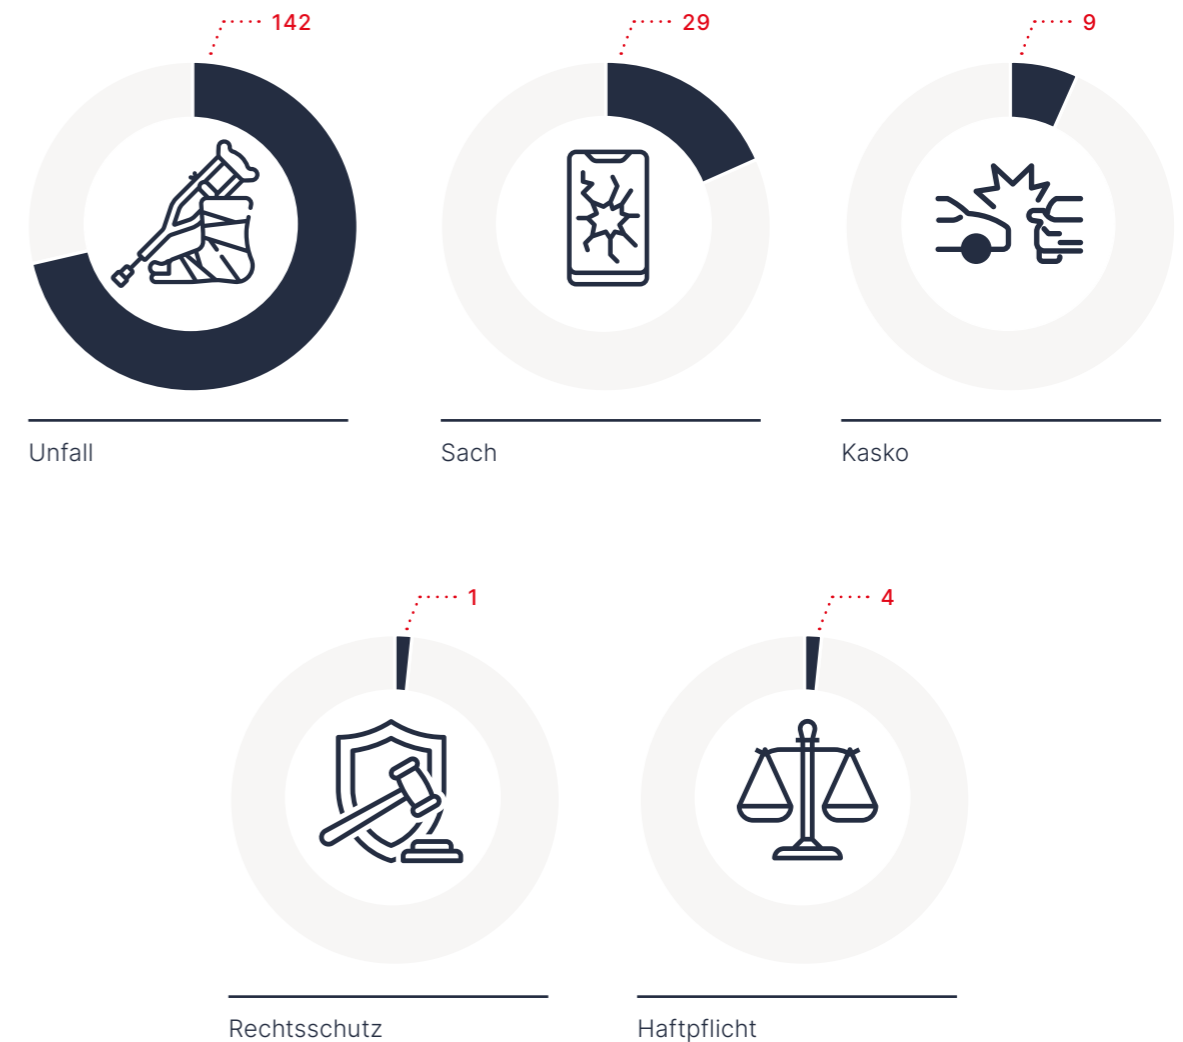 142
29
9
Unfall
Sach
Kasko
1
4
Rechtsschutz
Haftpflicht